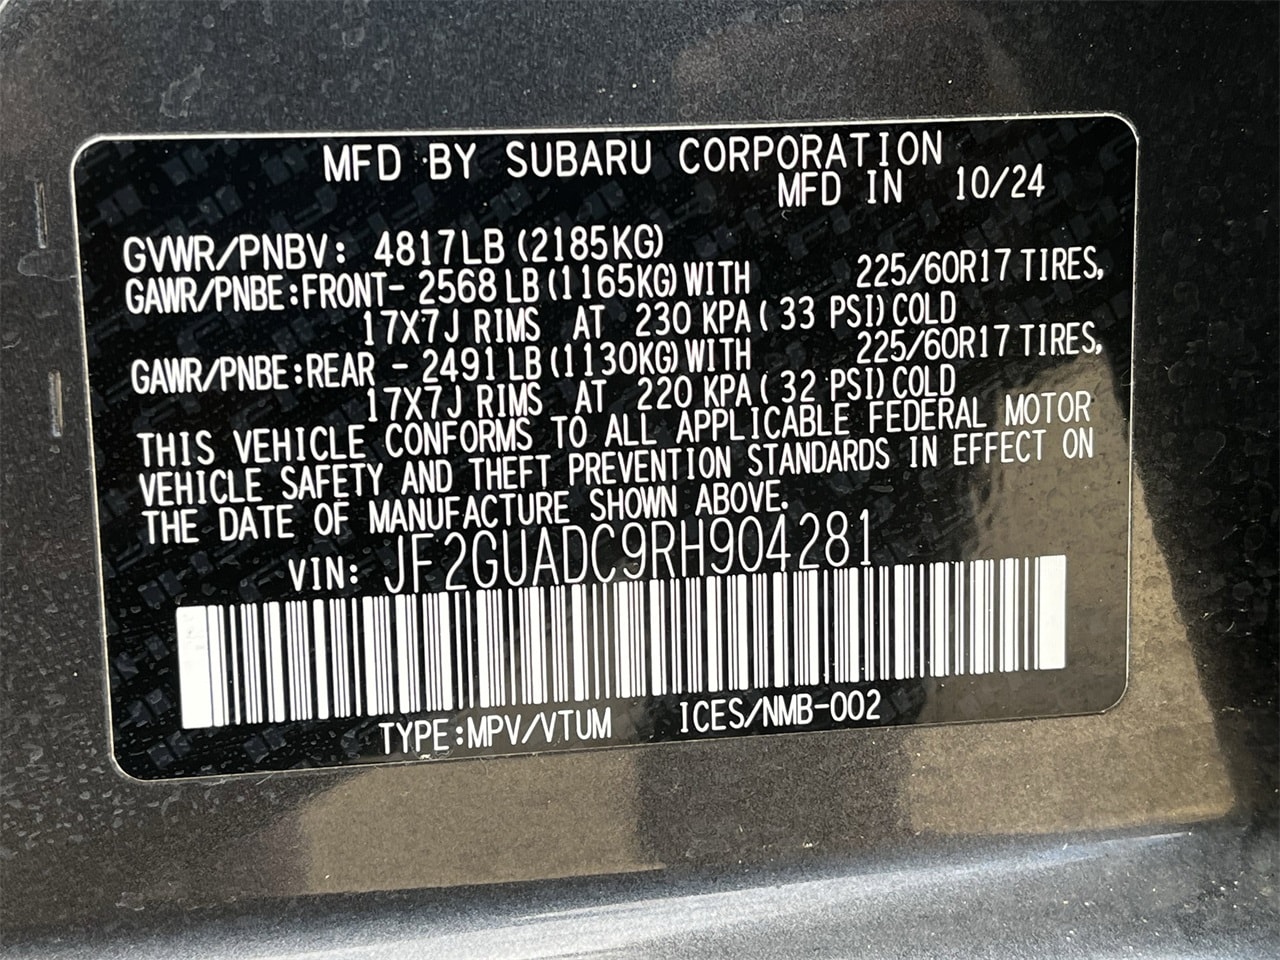 MFD BY SUBARU CORPORATION
MFD IN 10/24
GVWR/PNBV: 4817LB (2185KG)
GAWR/PNBE:FRONT- 2568 LB (1165KG) WITH 225/60R17 TIRES,
17X7J RIMS AT 230 KPA ( 33 PSI) COLD
GAWR/PNBE:REAR - 2491 LB (1130KG) WITH 225/60R17 TIRES,
17X7J RIMS AT 220 KPA ( 32 PSI) COLD
THIS VEHICLE CONFORMS TO ALL APPLICABLE FEDERAL MOTOR
VEHICLE SAFETY AND THEFT PREVENTION STANDARDS IN EFFECT ON
THE DATE OF MANUFACTURE SHOWN ABOVE.
VIN: JF2GUADC9RH904281
TYPE:MPV/VTUM ICES/NMB-002